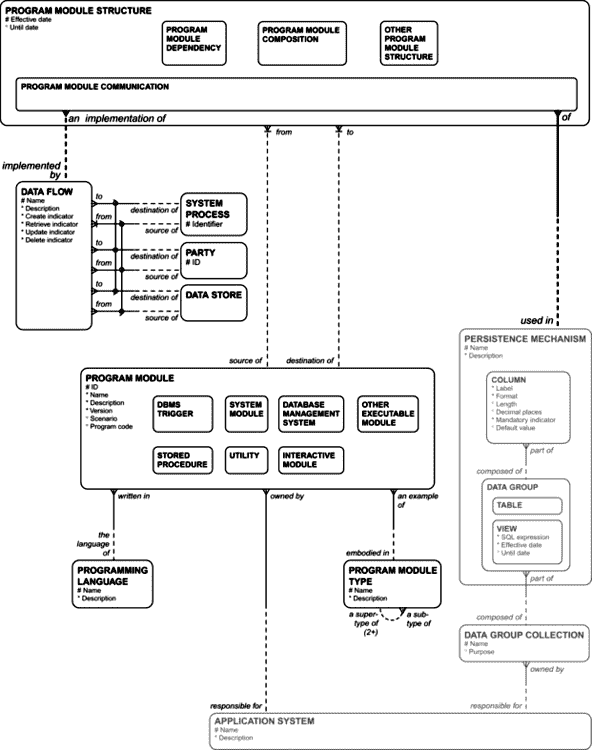 PROGRAM MODULE STRUCTURE
# Effective date
° Until date
PROGRAM
MODULE
DEPENDENCY
PROGRAM MODULE
COMPOSITION
OTHER
PROGRAM
MODULE
STRUCTURE
PROGRAM MODULE COMMUNICATION
an implementation of
from
to
of
implemented
by
DATA FLOW
# Name
* Description
* Create indicator
* Retrieve indicator
* Update indicator
* Delete indicator
to
from
to
from
to
from
destination of
source of
destination of
source of
destination of
source of
SYSTEM
PROCESS
# Identifier
PARTY
# ID
DATA STORE
used in
source of
destination of
PERSISTENCE MECHANISM
# Name
* Description
COLUMN
* Label
* Format
° Length
° Decimal places
* Mandatory indicator
° Default value
part of
composed of
DATA GROUP
TABLE
VIEW
* SQL expression
* Effective date
° Until date
part of
composed of
DATA GROUP COLLECTION
# Name
° Purpose
owned by
responsible for
PROGRAM MODULE
# ID
* Name
* Description
* Version
° Scenario
° Program code
DBMS
TRIGGER
SYSTEM
MODULE
DATABASE
MANAGEMENT
SYSTEM
OTHER
EXECUTABLE
MODULE
STORED
PROCEDURE
UTILITY
INTERACTIVE
MODULE
written in
owned by
an example
of
the
language
of
embodied in
PROGRAMMING
LANGUAGE
# Name
* Description
PROGRAM MODULE
TYPE
# Name
* Description
a super-
type of
(2+)
a sub-
type of
responsible for
APPLICATION SYSTEM
# Name
* Description